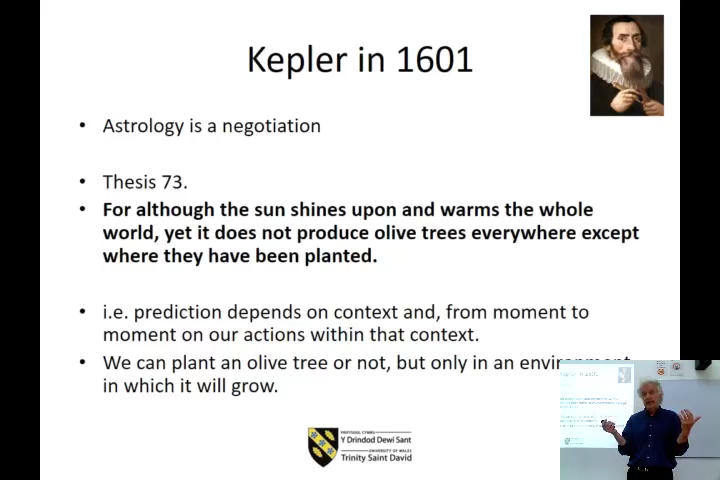 Kepler in 1601
• Astrology is a negotiation
• Thesis 73.
• For although the sun shines upon and warms the whole
world, yet it does not produce olive trees everywhere except
where they have been planted.
• i.e. prediction depends on context and, from moment to
moment on our actions within that context.
• We can plant an olive tree or not, but only in an environment
in which it will grow.
PRIFYSGOL CYMRU
Y Drindod Dewi Sant
UNIVERSITY OF WALES
Trinity Saint David
Kepler in 1601